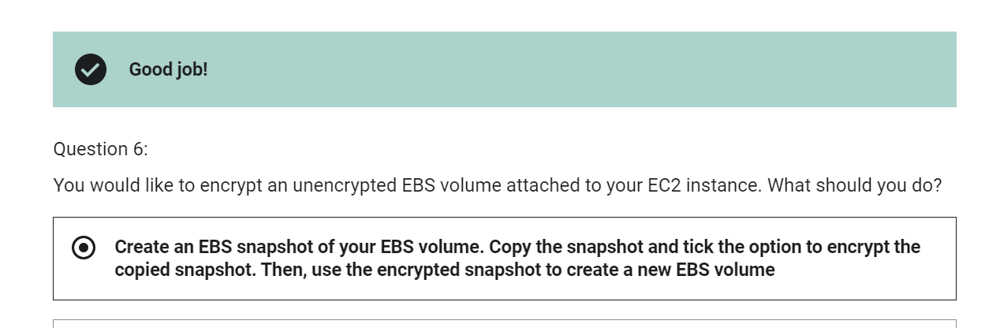 Good job!
Question 6:
You would like to encrypt an unencrypted EBS volume attached to your EC2 instance. What should you do?
Create an EBS snapshot of your EBS volume. Copy the snapshot and tick the option to encrypt the
copied snapshot. Then, use the encrypted snapshot to create a new EBS volume